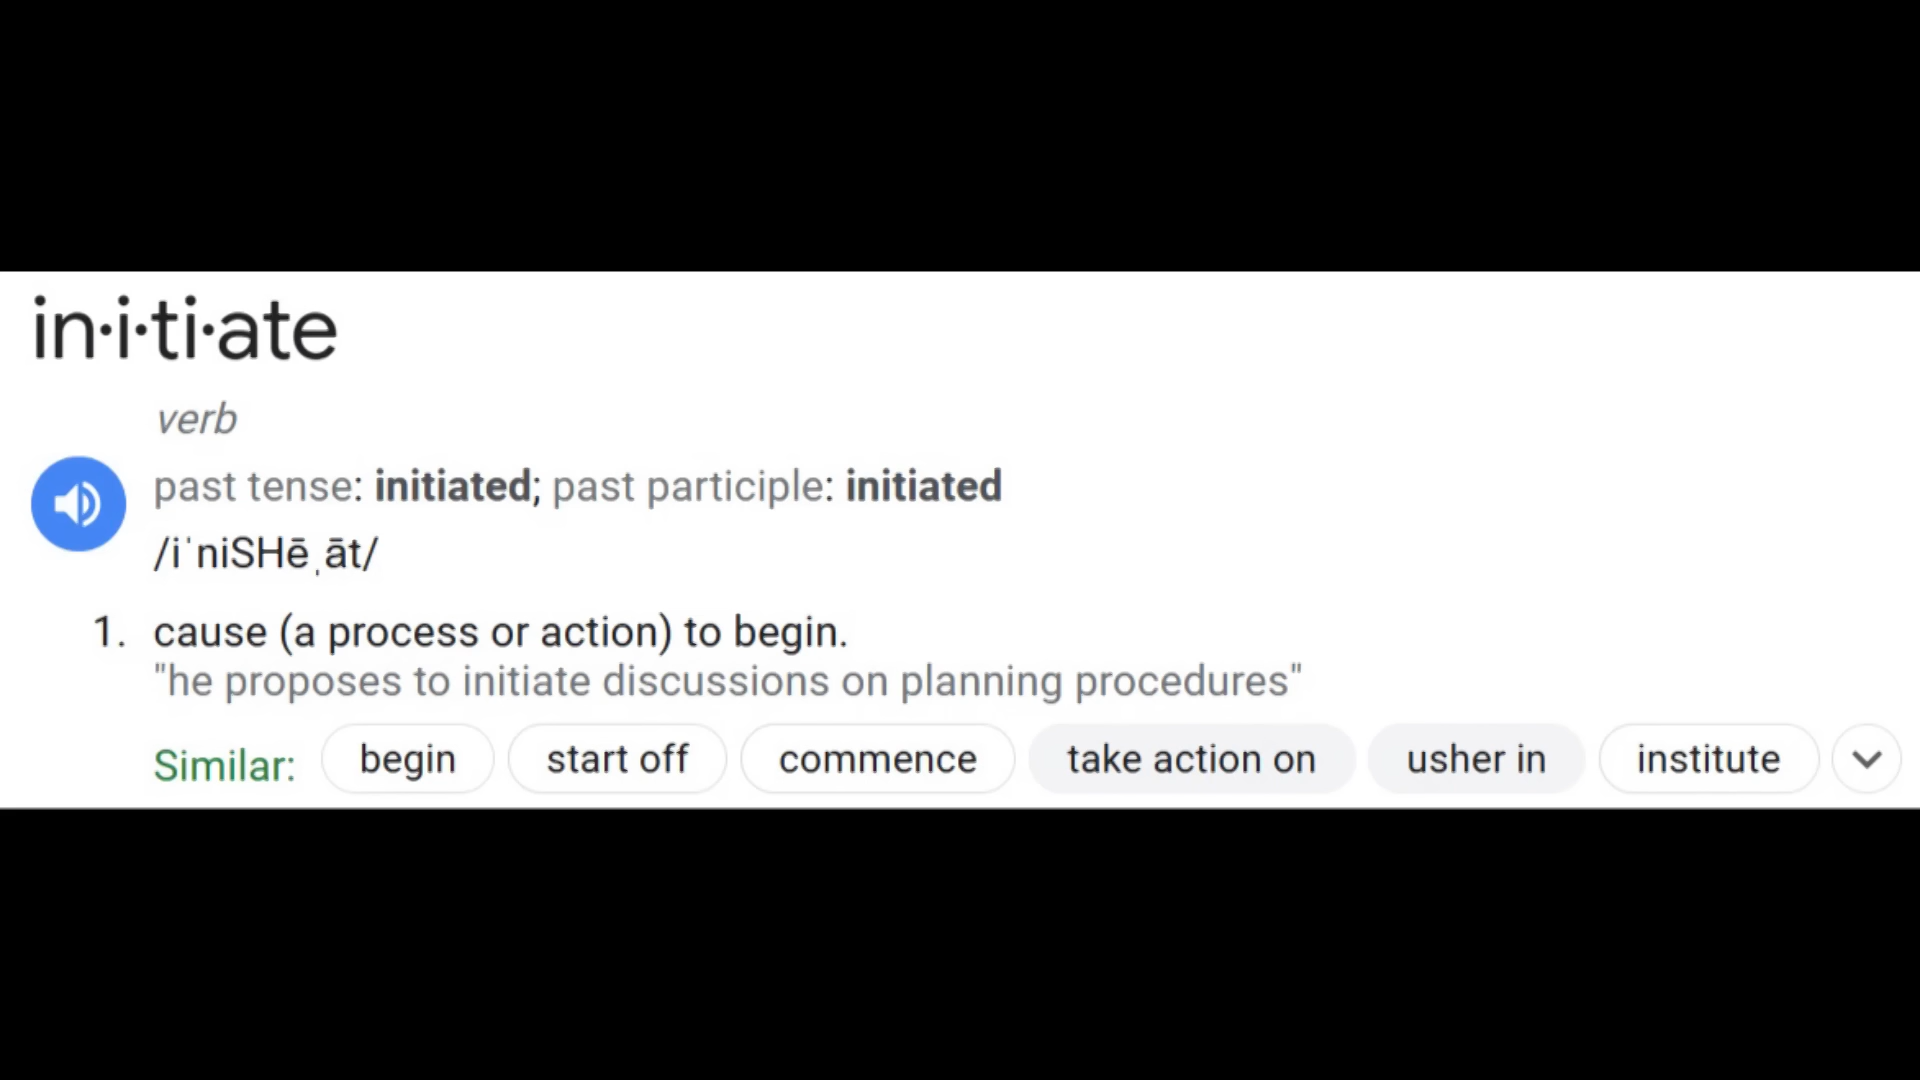 in·i·ti·ate
verb
past tense: initiated; past participle: initiated
/iˈniSHēˌāt/
1. cause (a process or action) to begin.
"he proposes to initiate discussions on planning procedures"
Similar: begin start off commence take action on usher in institute